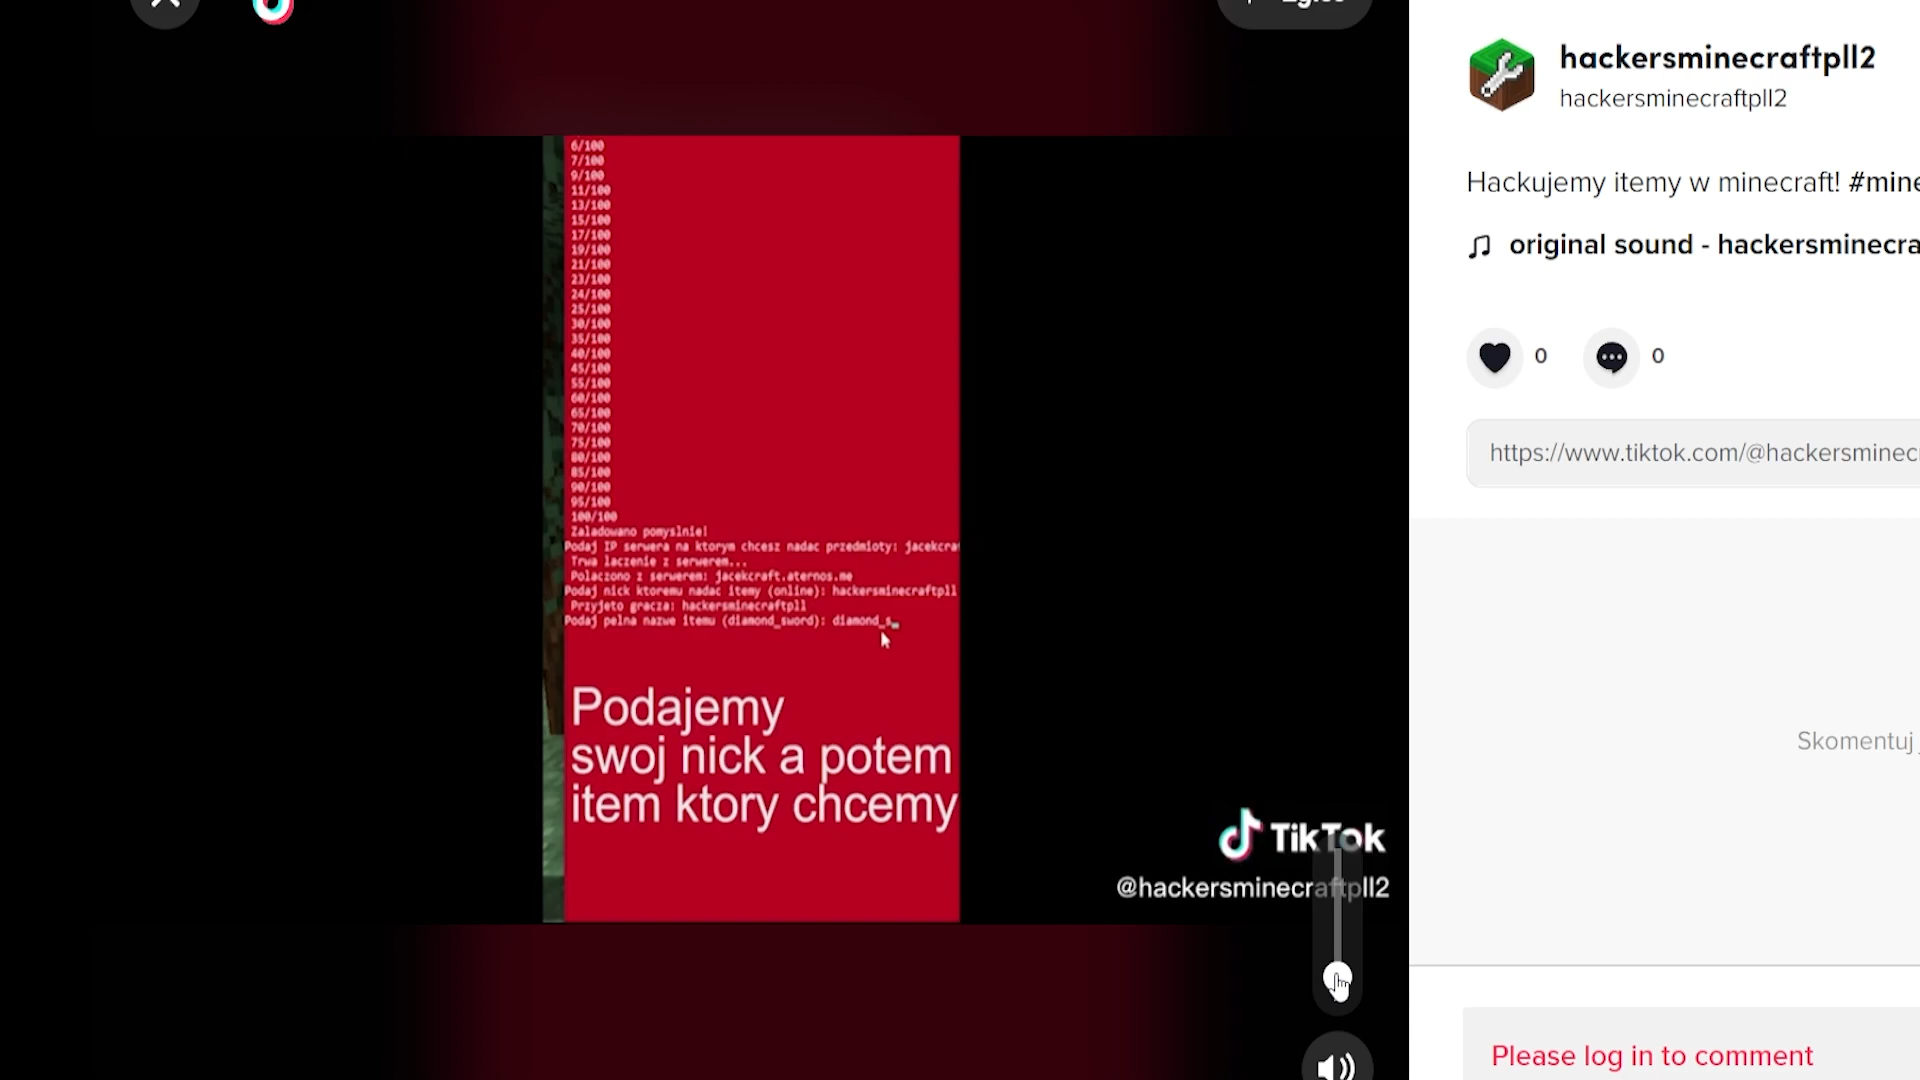 hackersminecraftpll2
hackersminecraftpll2
Hackujemy itemy w minecraft! #mine
original sound - hackersminecra
0
0
https://www.tiktok.com/@hackersminec
Skomentuj
Please log in to comment
6/100
7/100
9/100
11/100
13/100
15/100
17/100
19/100
21/100
23/100
24/100
25/100
30/100
35/100
40/100
45/100
55/100
60/100
65/100
70/100
75/100
80/100
85/100
90/100
95/100
100/100
Zaladowano pomyslnie!
Podaj IP serwera na ktorym chcesz nadac przedmioty: jacekcra
Trwa laczenie z serwerem...
Polaczono z serwerem: jacekcraft.aternos.me
Podaj nick ktoremu nadac itemy (online): hackersminecraftpll
Przyjeto gracza: hackersminecraftpll
Podaj pelna nazwe itemu (diamond_sword): diamond_s_
Podajemy
swoj nick a potem
item ktory chcemy
TikTok
@hackersminecraftpll2